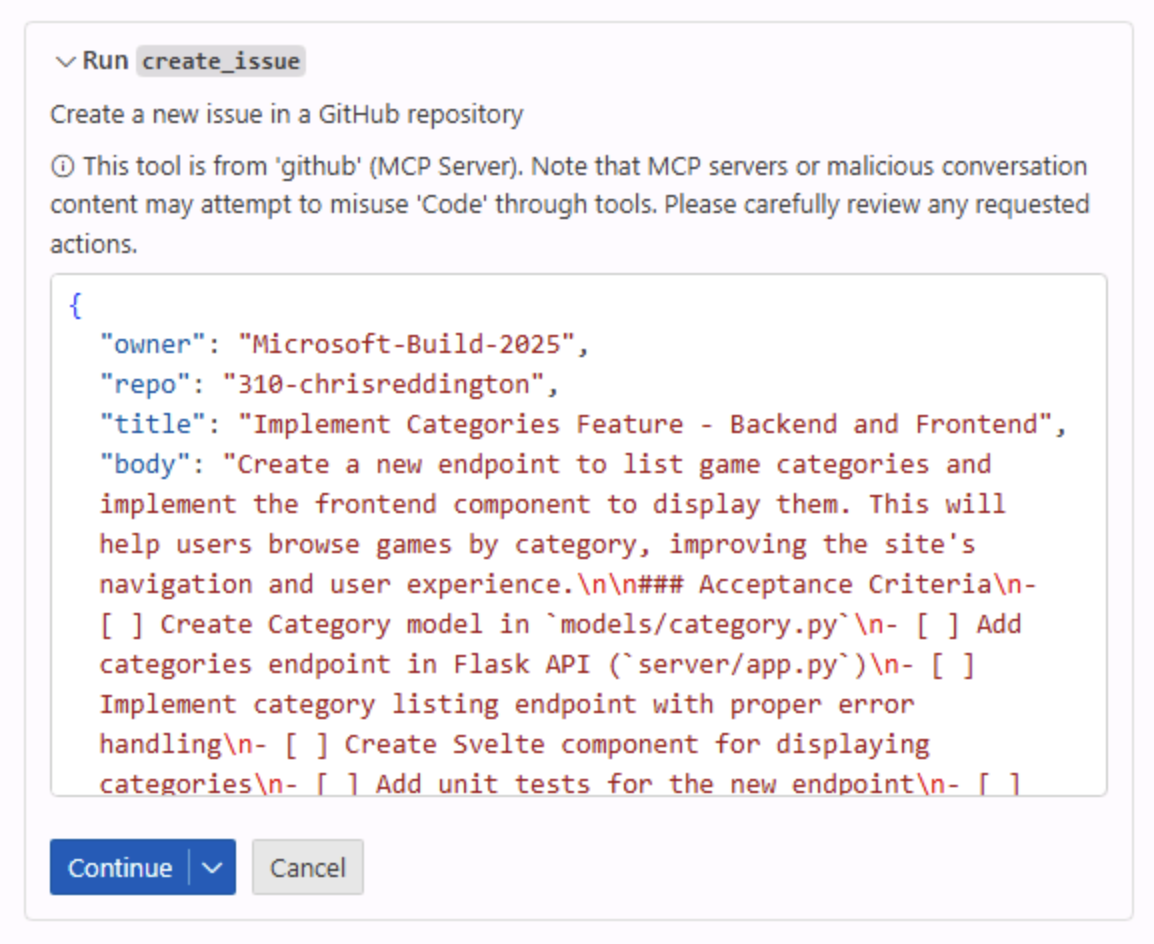 Run create_issue
Create a new issue in a GitHub repository
This tool is from 'github' (MCP Server). Note that MCP servers or malicious conversation
content may attempt to misuse 'Code' through tools. Please carefully review any requested
actions.
{
"owner": "Microsoft-Build-2025",
"repo": "310-chrisreddington",
"title": "Implement Categories Feature - Backend and Frontend",
"body": "Create a new endpoint to list game categories and
implement the frontend component to display them. This will
help users browse games by category, improving the site's
navigation and user experience.\n\n### Acceptance Criteria\n-
[ ] Create Category model in `models/category.py`\n- [ ] Add
categories endpoint in Flask API (`server/app.py`)\n- [ ]
Implement category listing endpoint with proper error
handling\n- [ ] Create Svelte component for displaying
categories\n- [ ] Add unit tests for the new endpoint\n- [ ]
Continue
Cancel